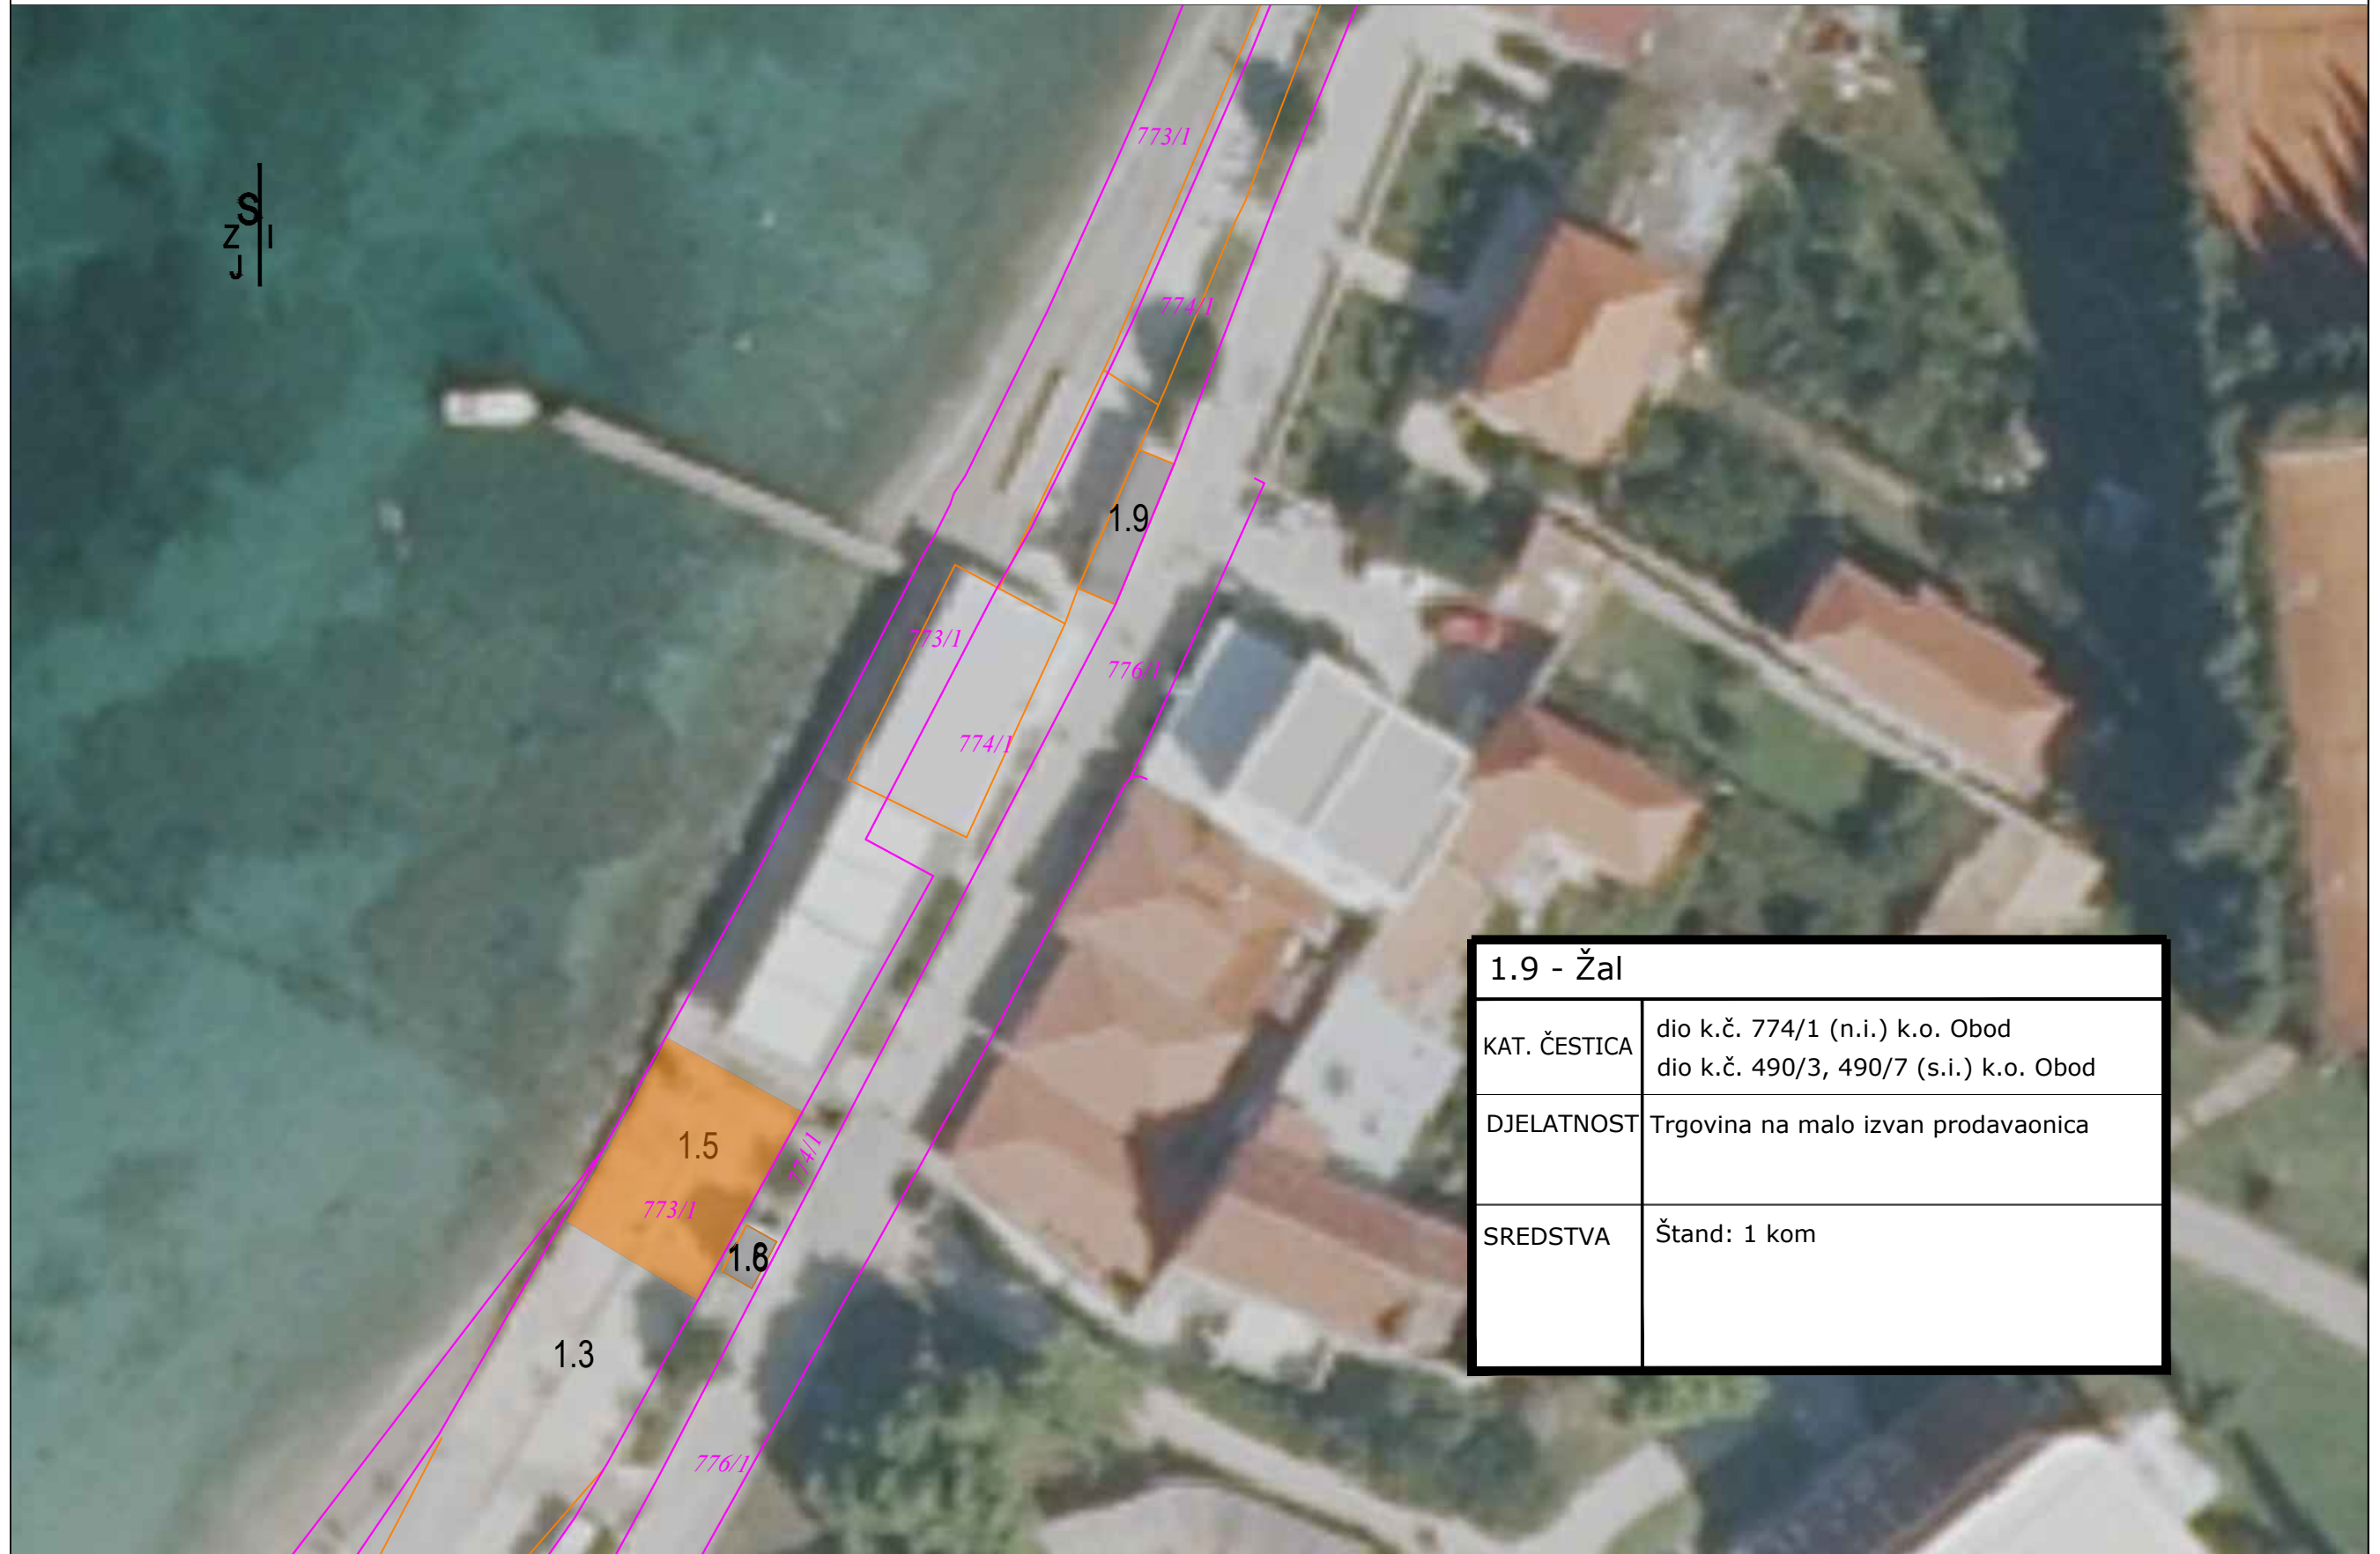 773/1
S
Z I
J
774/1
1.9
773/1
776/1
774/1
1.9 - Žal
KAT. ČESTICA
dio k.č. 774/1 (n.i.) k.o. Obod
dio k.č. 490/3, 490/7 (s.i.) k.o. Obod
DJELATNOST
Trgovina na malo izvan prodavaonica
SREDSTVA
Štand: 1 kom
1.5
774/1
773/1
1.3
776/1